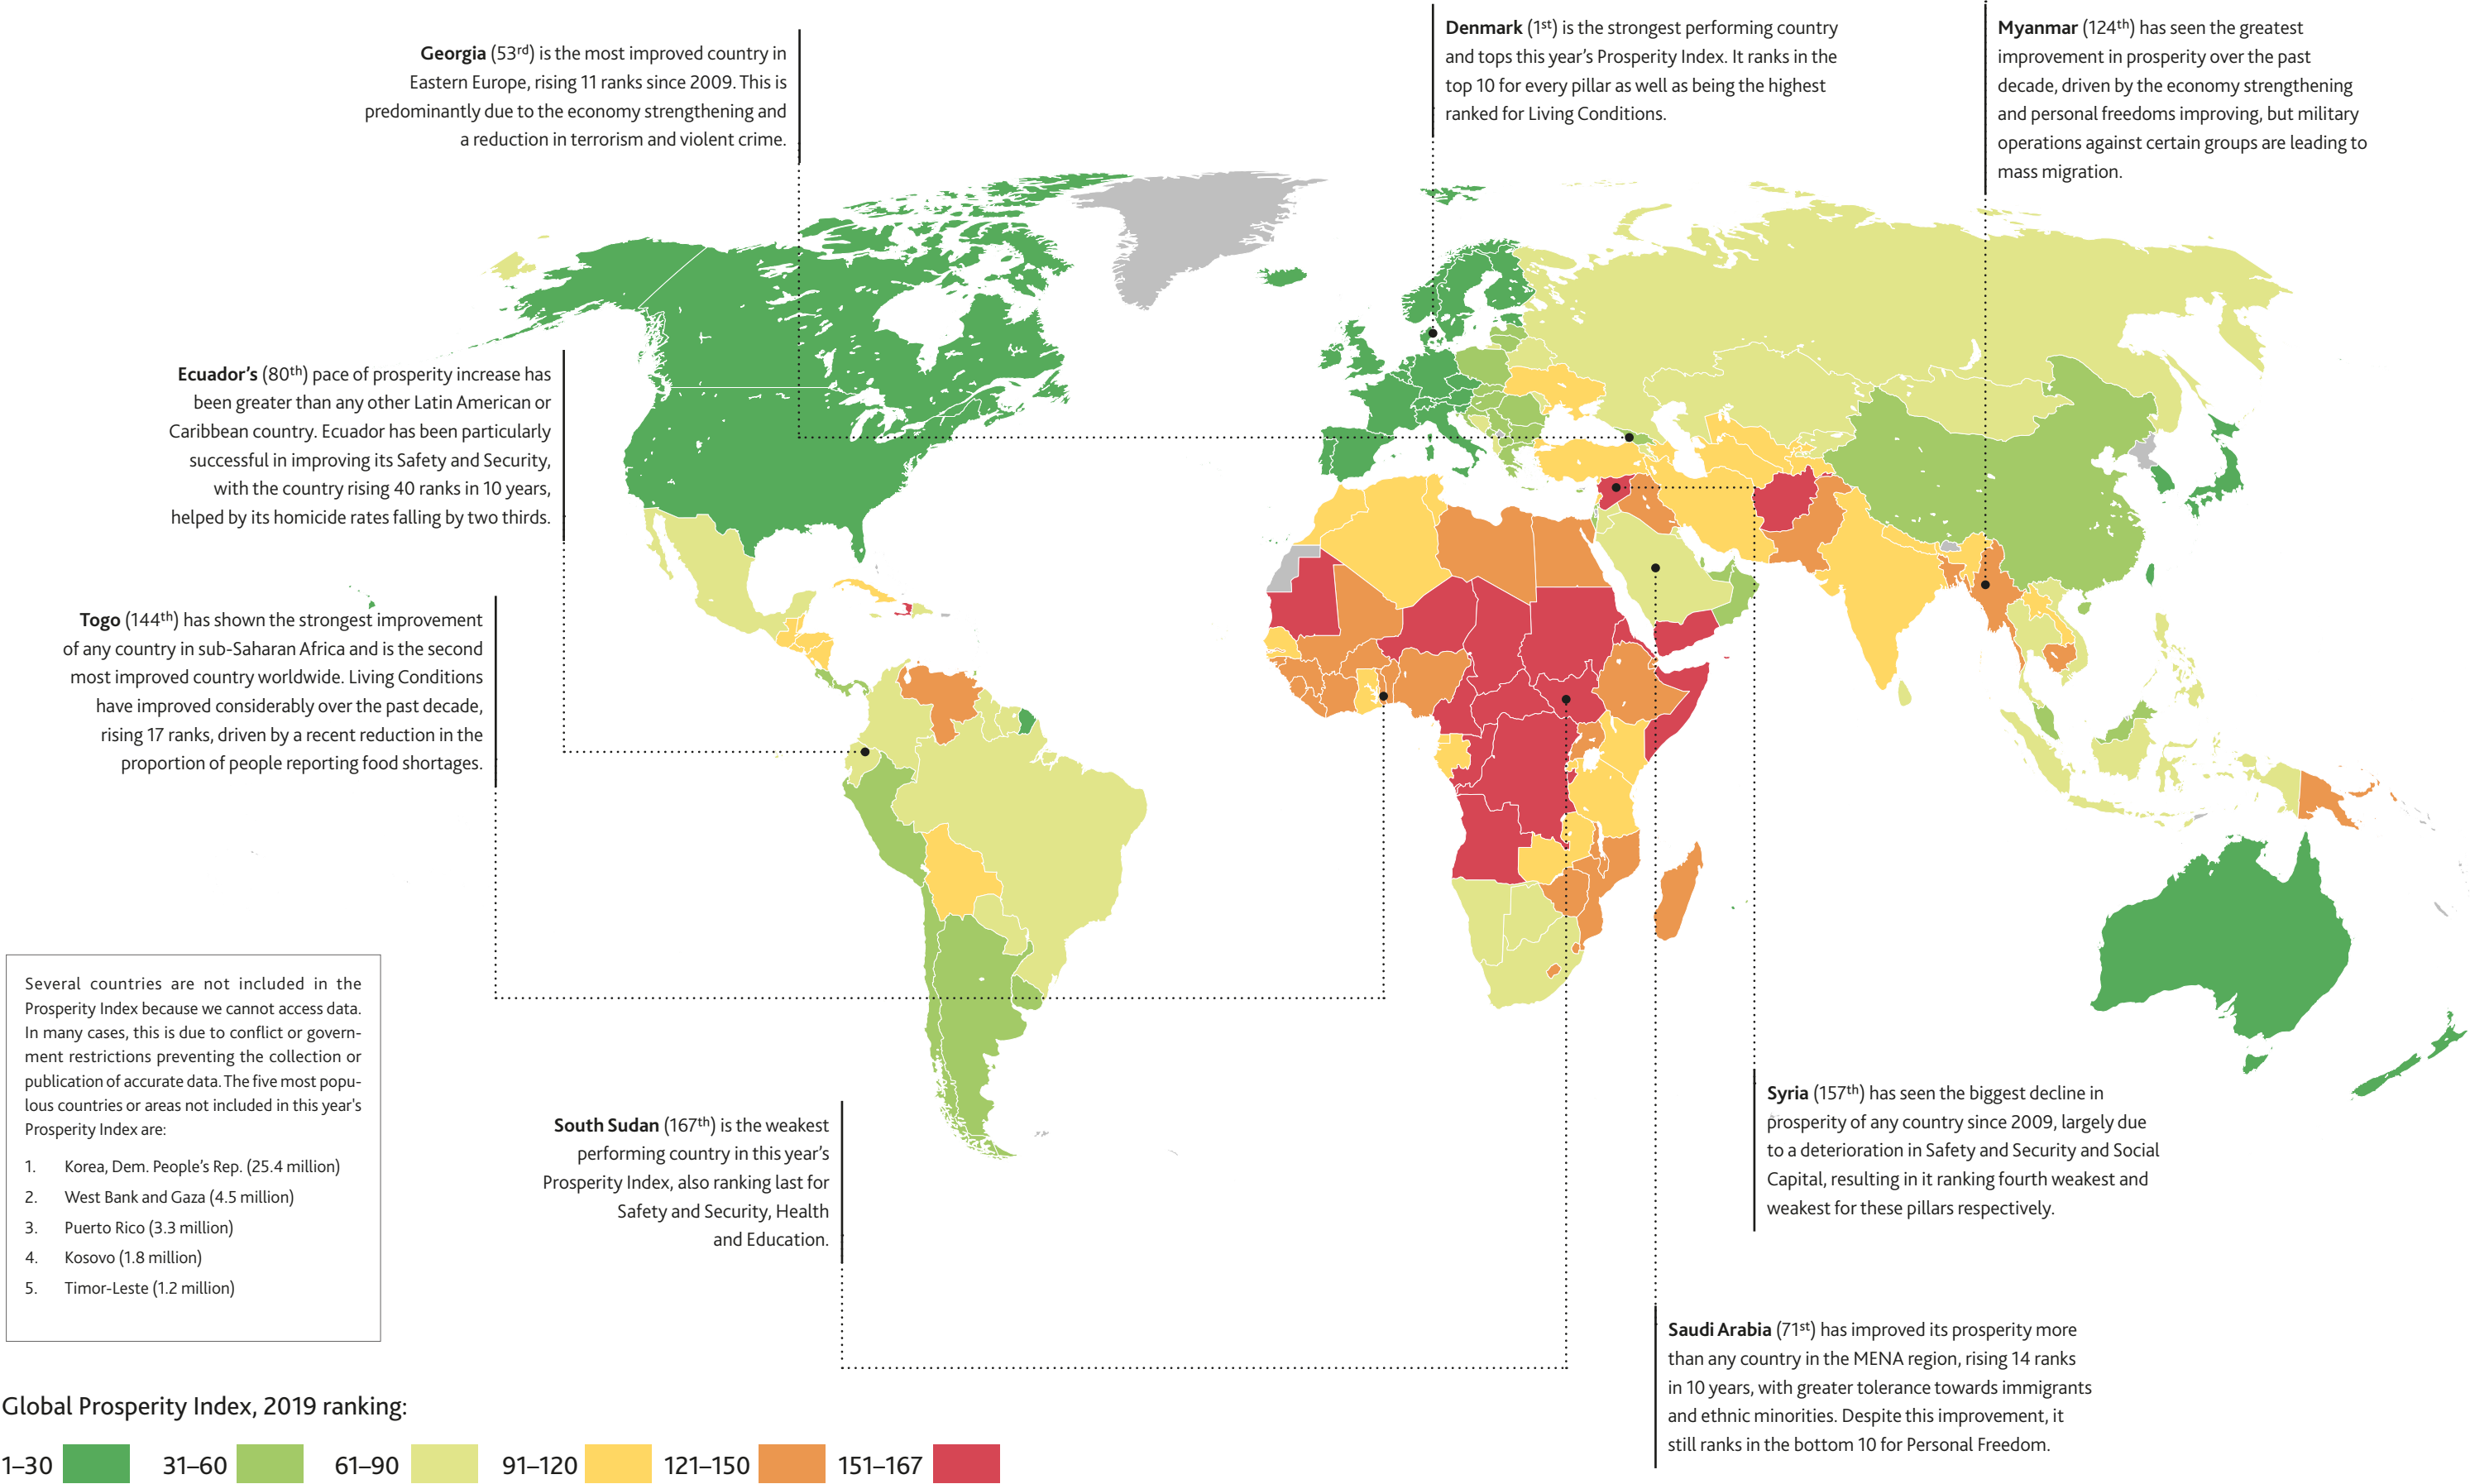 Georgia (53rd) is the most improved country in
Eastern Europe, rising 11 ranks since 2009. This is
predominantly due to the economy strengthening and
a reduction in terrorism and violent crime.
Denmark (1st) is the strongest performing country
and tops this year's Prosperity Index. It ranks in the
top 10 for every pillar as well as being the highest
ranked for Living Conditions.
Myanmar (124th) has seen the greatest
improvement in prosperity over the past
decade, driven by the economy strengthening
and personal freedoms improving, but military
operations against certain groups are leading to
mass migration.
Ecuador's (80th) pace of prosperity increase has
been greater than any other Latin American or
Caribbean country. Ecuador has been particularly
successful in improving its Safety and Security,
with the country rising 40 ranks in 10 years,
helped by its homicide rates falling by two thirds.
Togo (144th) has shown the strongest improvement
of any country in sub-Saharan Africa and is the second
most improved country worldwide. Living Conditions
have improved considerably over the past decade,
rising 17 ranks, driven by a recent reduction in the
proportion of people reporting food shortages.
Several countries are not included in the
Prosperity Index because we cannot access data.
In many cases, this is due to conflict or govern-
ment restrictions preventing the collection or
publication of accurate data. The five most popu-
lous countries or areas not included in this year's
Prosperity Index are:
1. Korea, Dem. People's Rep. (25.4 million)
2. West Bank and Gaza (4.5 million)
3. Puerto Rico (3.3 million)
4. Kosovo (1.8 million)
5. Timor-Leste (1.2 million)
South Sudan (167th) is the weakest
performing country in this year's
Prosperity Index, also ranking last for
Safety and Security, Health
and Education.
Syria (157th) has seen the biggest decline in
prosperity of any country since 2009, largely due
to a deterioration in Safety and Security and Social
Capital, resulting in it ranking fourth weakest and
weakest for these pillars respectively.
Saudi Arabia (71st) has improved its prosperity more
than any country in the MENA region, rising 14 ranks
in 10 years, with greater tolerance towards immigrants
and ethnic minorities. Despite this improvement, it
still ranks in the bottom 10 for Personal Freedom.
Global Prosperity Index, 2019 ranking:
1–30 31–60 61–90 91–120 121–150 151–167